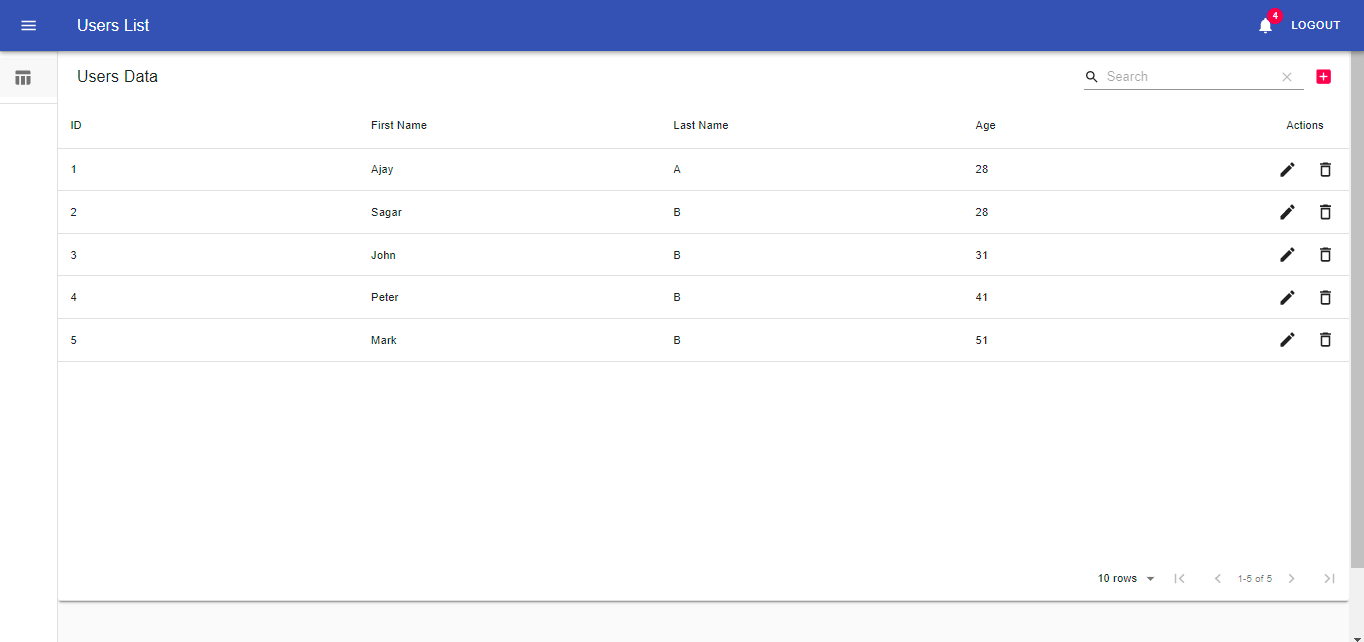 Users List 4 LOGOUT
Users Data Search
ID First Name Last Name Age Actions
1 Ajay A 28
2 Sagar B 28
3 John B 31
4 Peter B 41
5 Mark B 51
10 rows 1-5 of 5